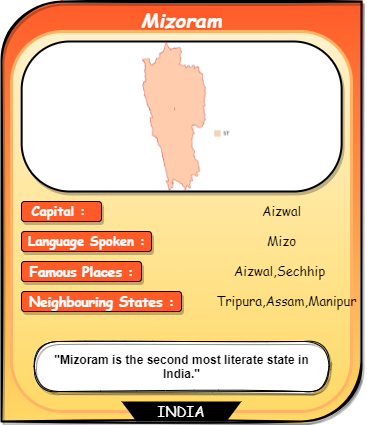 Mizoram
Capital : Aizwal
Language Spoken : Mizo
Famous Places : Aizwal,Sechhip
Neighbouring States : Tripura,Assam,Manipur
"Mizoram is the second most literate state in
India."
INDIA